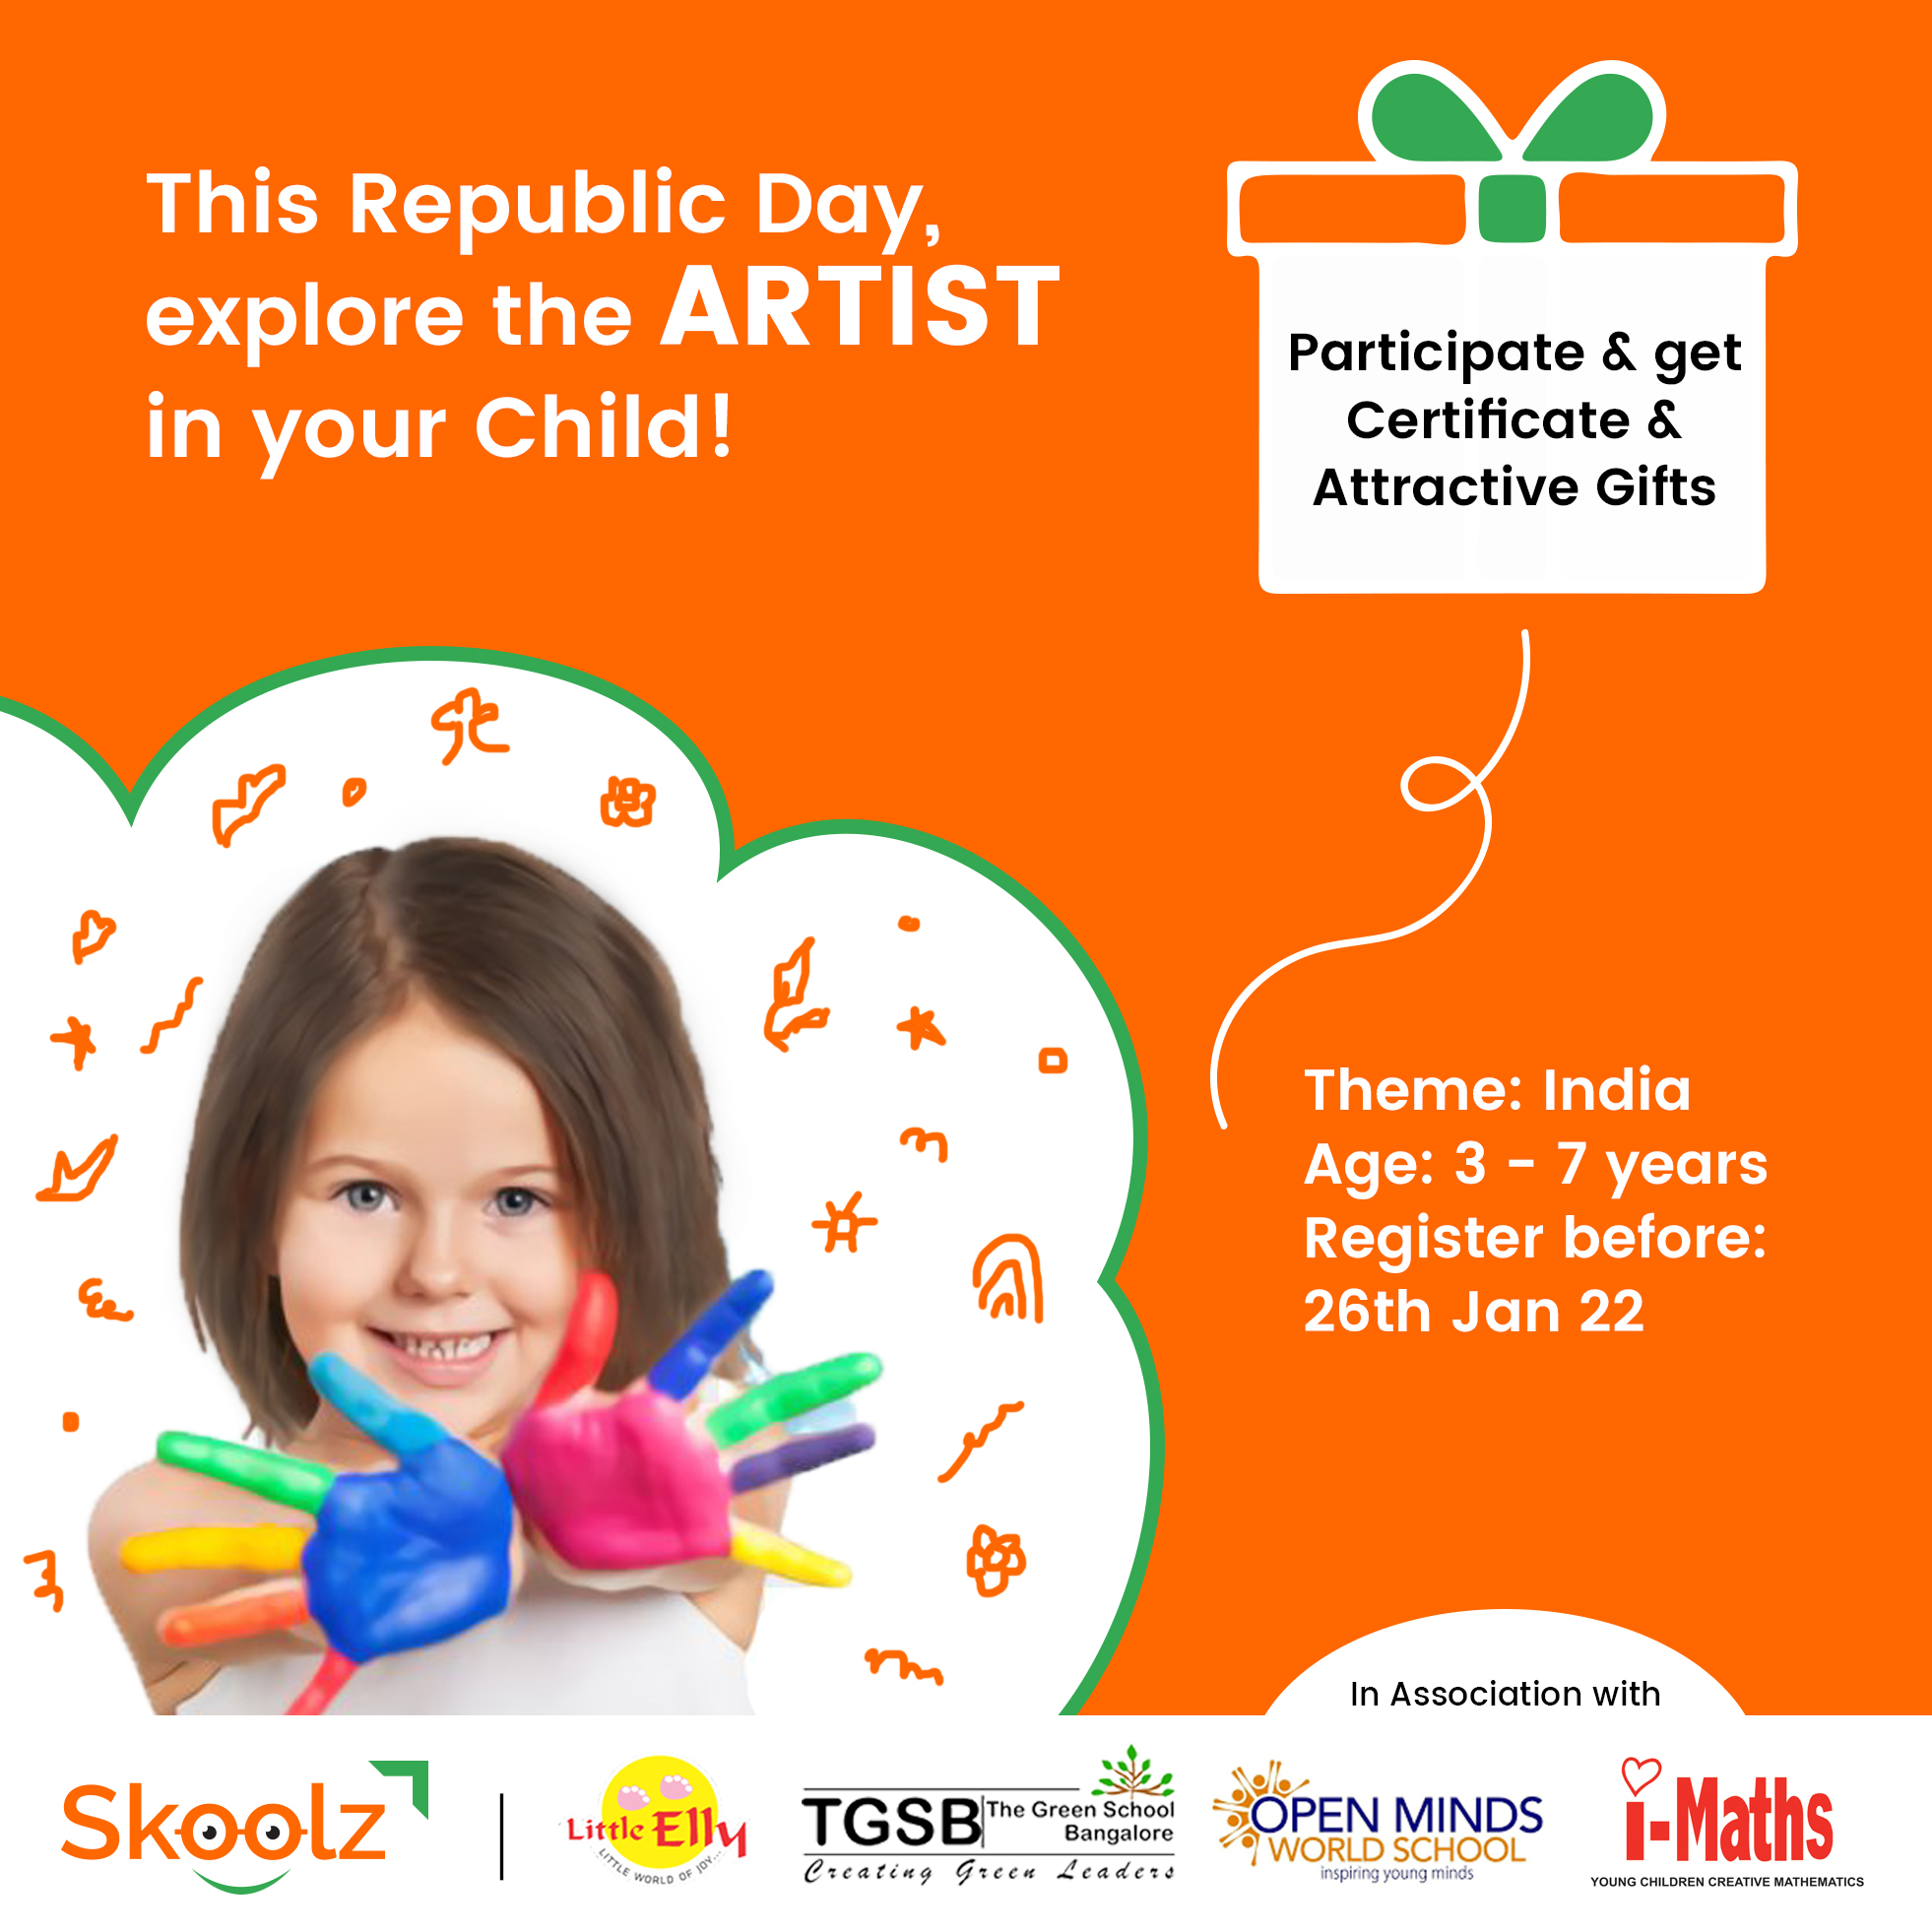 This Republic Day,
explore the ARTIST
in your Child!
Participate & get
Certificate &
Attractive Gifts
Theme: India
Age: 3 - 7 years
Register before:
26th Jan 22
In Association with
Skoolz
Little Elly
LITTLE WORLD OF JOY...
TGSB
The Green School
Bangalore
Creating Green Leaders
OPEN MINDS
WORLD SCHOOL
inspiring young minds
i-Maths
YOUNG CHILDREN CREATIVE MATHEMATICS